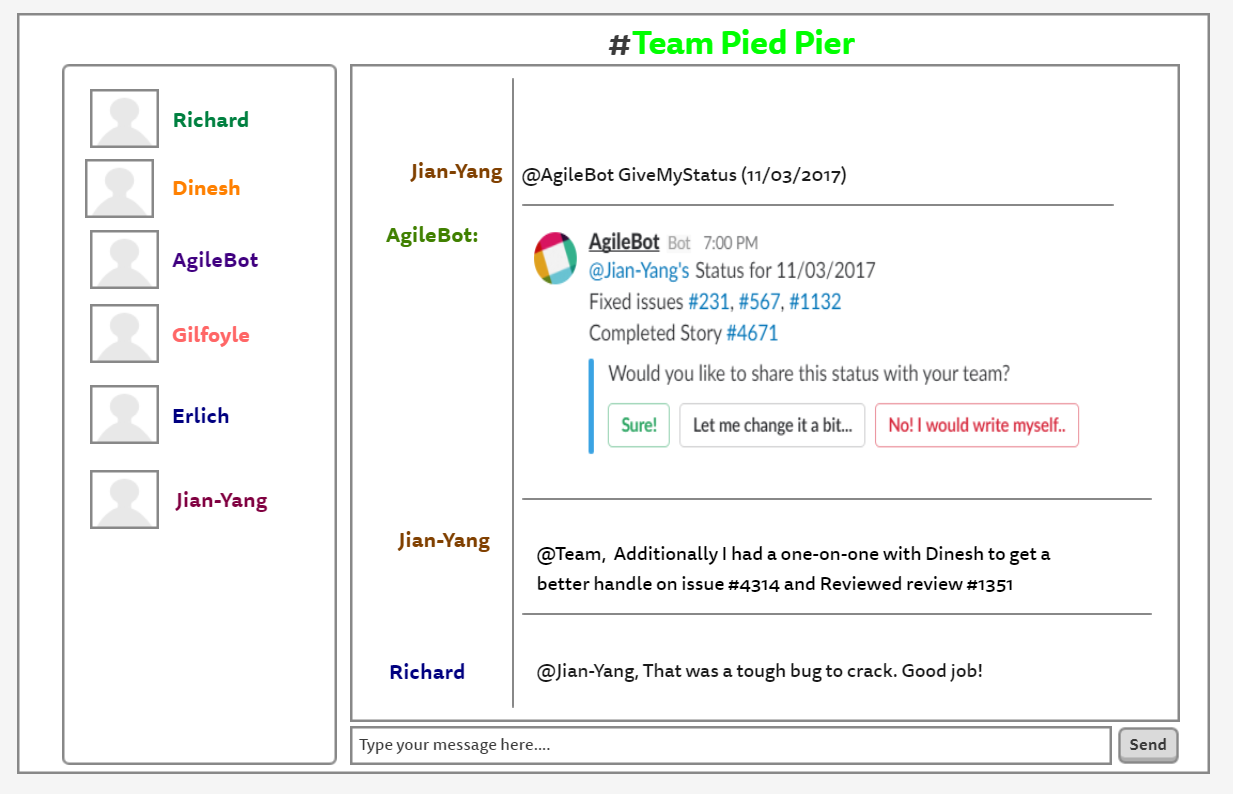 #Team Pied Pier
Richard
Dinesh
AgileBot
Gilfoyle
Erlich
Jian-Yang
Jian-Yang
@AgileBot GiveMyStatus (11/03/2017)
AgileBot:
AgileBot Bot 7:00 PM
@Jian-Yang's Status for 11/03/2017
Fixed issues #231, #567, #1132
Completed Story #4671
Would you like to share this status with your team?
Sure!
Let me change it a bit...
No! I would write myself..
Jian-Yang
@Team, Additionally I had a one-on-one with Dinesh to get a
better handle on issue #4314 and Reviewed review #1351
Richard
@Jian-Yang, That was a tough bug to crack. Good job!
Type your message here....
Send